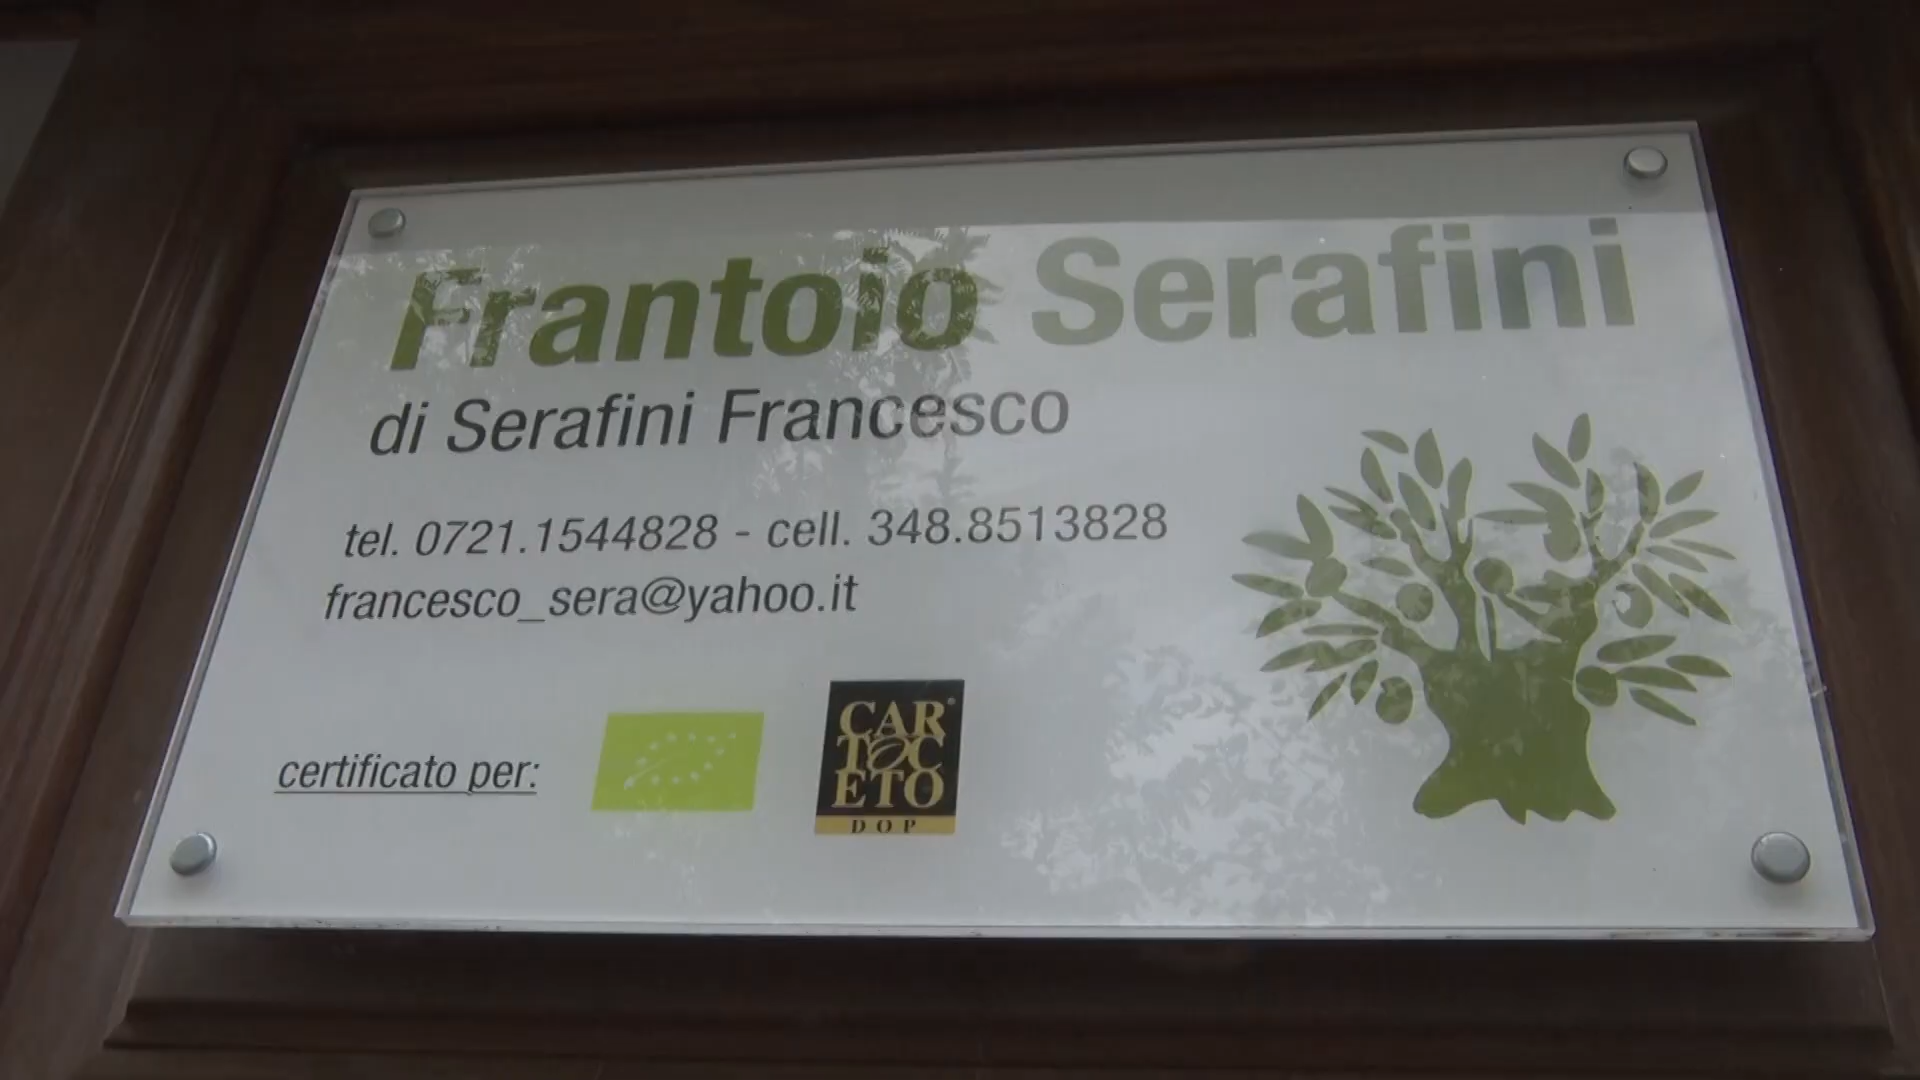 Frantoio Serafini
di Serafini Francesco
tel. 0721.1544828 - cell. 348.8513828
francesco_sera@yahoo.it
certificato per:
CAR®
TOC
ETO
DOP